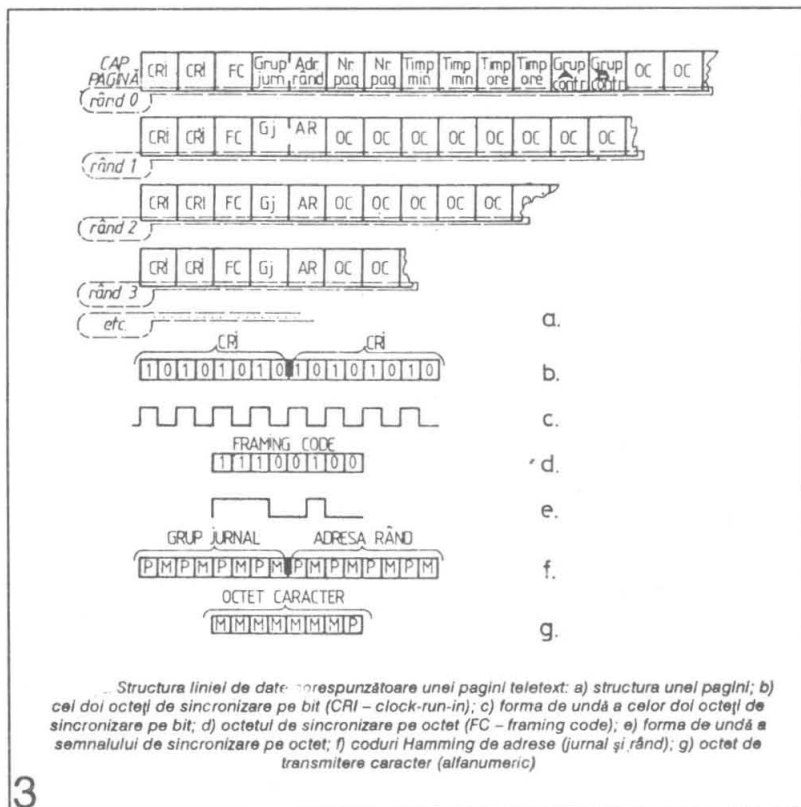 CAP PAGINĂ CRI CRI FC Grup jurn Adr rând Nr pag Nr pag Timp min Timp min Timp ore Timp ore Grup contr Grup contr OC OC
rând 0
CRI CRI FC Gj AR OC OC OC OC OC OC OC OC
rând 1
CRI CRI FC Gj AR OC OC OC OC OC
rând 2
CRI CRI FC Gj AR OC OC
rând 3
etc.
a.
CRI CRI
1 0 1 0 1 0 1 0 1 0 1 0 1 0 1 0
b.
c.
FRAMING CODE
1 1 1 0 0 1 0 0
d.
e.
GRUP JURNAL ADRESA RÂND
P M P M P M P M P M P M P M P M
f.
OCTET CARACTER
M M M M M M M P
g.
Structura liniei de date corespunzătoare unei pagini teletext: a) structura unei pagini; b)
cei doi octeţi de sincronizare pe bit (CRI – clock-run-in); c) forma de undă a celor doi octeţi de
sincronizare pe bit; d) octetul de sincronizare pe octet (FC – framing code); e) forma de undă a
semnalului de sincronizare pe octet; f) coduri Hamming de adrese (jurnal şi rând); g) octet de
transmitere caracter (alfanumeric)
3